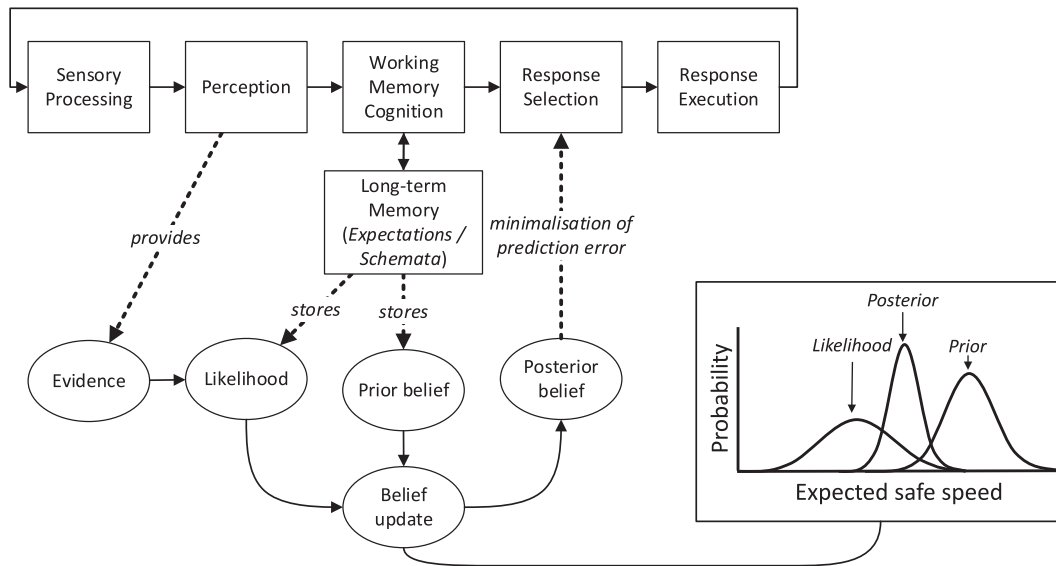 Sensory
Processing
Perception
Working
Memory
Cognition
Response
Selection
Response
Execution
Long-term
Memory
(Expectations /
Schemata)
provides
stores
stores
minimalisation of
prediction error
Evidence
Likelihood
Prior belief
Posterior
belief
Belief
update
Posterior
Likelihood
Prior
Probability
Expected safe speed